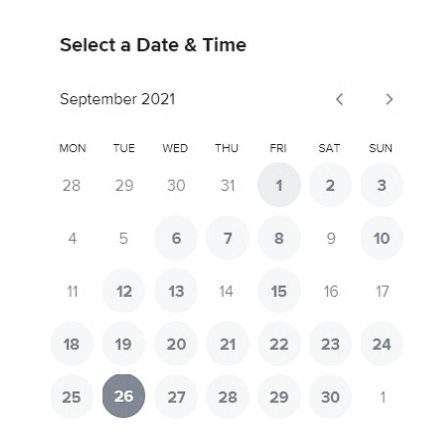 Select a Date & Time
September 2021
MON TUE WED THU FRI SAT SUN
28 29 30 31 1 2 3
4 5 6 7 8 9 10
11 12 13 14 15 16 17
18 19 20 21 22 23 24
25 26 27 28 29 30 1